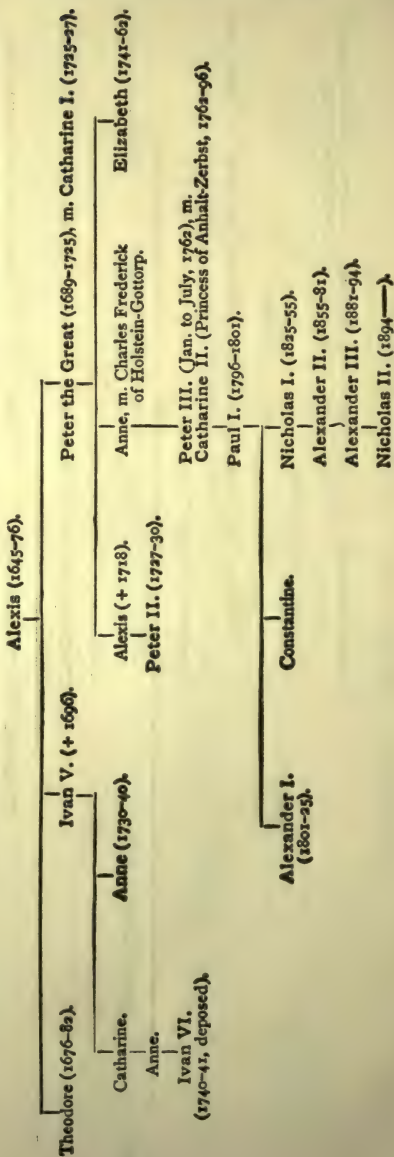 Alexis (1645-76).
Theodore (1676-82).
Ivan V. (+ 1696).
Peter the Great (1689-1725), m. Catharine I. (1725-27).
Catharine.
Anne (1730-40).
Alexis (+ 1718).
Anne, m. Charles Frederick
of Holstein-Gottorp.
Elizabeth (1741-62)
Anne.
Peter II. (1727-30).
Ivan VI.
(1740-41, deposed).
Peter III. (Jan. to July, 1762), m.
Catharine II. (Princess of Anhalt-Zerbst, 1762-96).
Paul I. (1796-1801).
Alexander I.
(1801-25).
Constantine.
Nicholas I. (1825-55).
Alexander II. (1855-81).
Alexander III. (1881-94).
Nicholas II. (1894——).